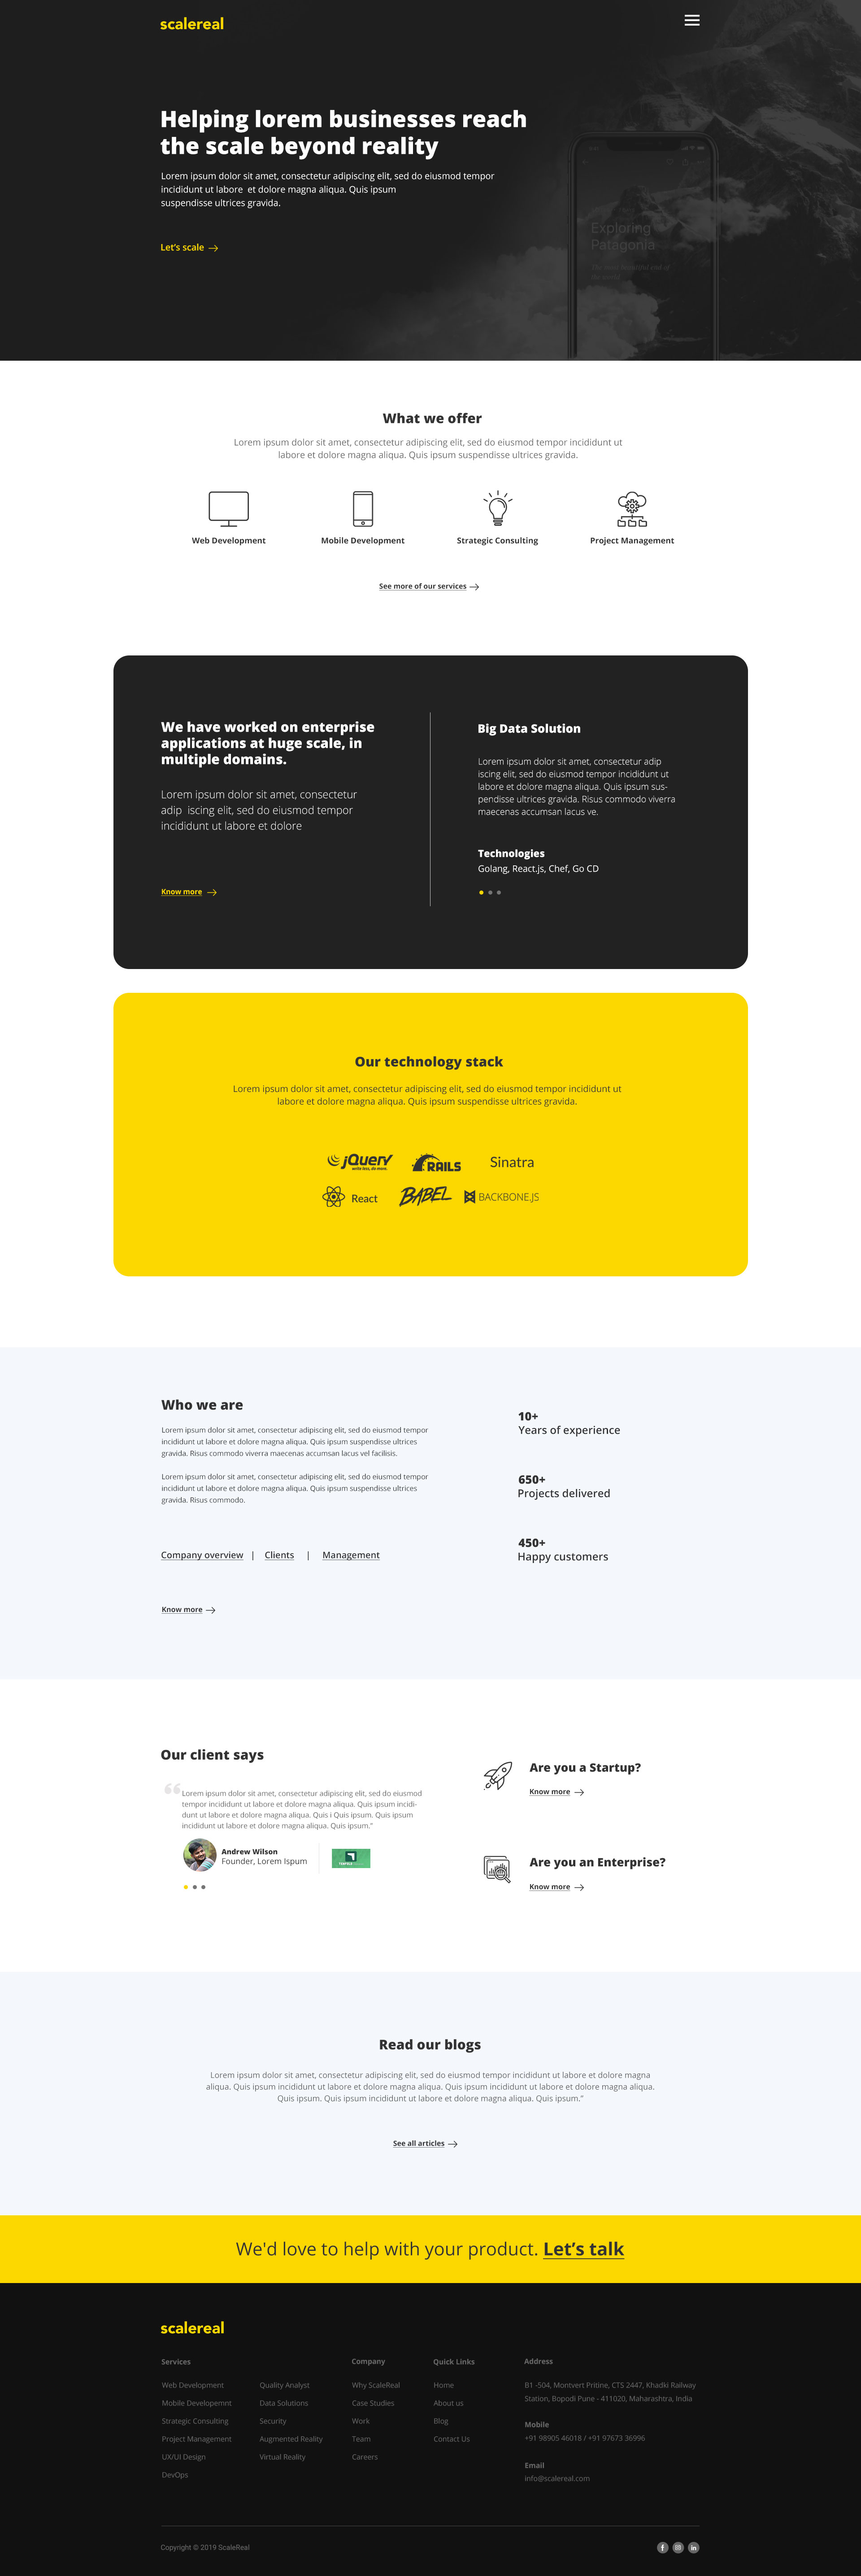 scalereal
Helping lorem businesses reach
the scale beyond reality
Lorem ipsum dolor sit amet, consectetur adipiscing elit, sed do eiusmod tempor
incididunt ut labore et dolore magna aliqua. Quis ipsum
suspendisse ultrices gravida.
Let's scale
Exploring
Patagonia
What we offer
Lorem ipsum dolor sit amet, consectetur adipiscing elit, sed do eiusmod tempor incididunt ut
labore et dolore magna aliqua. Quis ipsum suspendisse ultrices gravida.
Web Development
Mobile Development
Strategic Consulting
Project Management
See more of our services
We have worked on enterprise
applications at huge scale, in
multiple domains.
Lorem ipsum dolor sit amet, consectetur
adip iscing elit, sed do eiusmod tempor
incididunt ut labore et dolore
Know more
Big Data Solution
Lorem ipsum dolor sit amet, consectetur adip
iscing elit, sed do eiusmod tempor incididunt ut
labore et dolore magna aliqua. Quis ipsum sus-
pendisse ultrices gravida. Risus commodo viverra
maecenas accumsan lacus ve.
Technologies
Golang, React.js, Chef, Go CD
Our technology stack
Lorem ipsum dolor sit amet, consectetur adipiscing elit, sed do eiusmod tempor incididunt ut
labore et dolore magna aliqua. Quis ipsum suspendisse ultrices gravida.
jQuery
write less, do more.
RAILS
Sinatra
React
BABEL
BACKBONE.JS
Who we are
Lorem ipsum dolor sit amet, consectetur adipiscing elit, sed do eiusmod tempor
incididunt ut labore et dolore magna aliqua. Quis ipsum suspendisse ultrices
gravida. Risus commodo viverra maecenas accumsan lacus vel facilisis.
Lorem ipsum dolor sit amet, consectetur adipiscing elit, sed do eiusmod tempor
incididunt ut labore et dolore magna aliqua. Quis ipsum suspendisse ultrices
gravida. Risus commodo.
Company overview | Clients | Management
Know more
10+
Years of experience
650+
Projects delivered
450+
Happy customers
Our client says
“
Lorem ipsum dolor sit amet, consectetur adipiscing elit, sed do eiusmod
tempor incididunt ut labore et dolore magna aliqua. Quis ipsum incidi-
dunt ut labore et dolore magna aliqua. Quis i Quis ipsum. Quis ipsum
incididunt ut labore et dolore magna aliqua. Quis ipsum."
Andrew Wilson
Founder, Lorem Ispum
Are you a Startup?
Know more
Are you an Enterprise?
Know more
Read our blogs
Lorem ipsum dolor sit amet, consectetur adipiscing elit, sed do eiusmod tempor incididunt ut labore et dolore magna
aliqua. Quis ipsum incididunt ut labore et dolore magna aliqua. Quis ipsum incididunt ut labore et dolore magna aliqua.
Quis ipsum. Quis ipsum incididunt ut labore et dolore magna aliqua. Quis ipsum."
See all articles
We'd love to help with your product. Let's talk
scalereal
Services
Web Development
Mobile Developemnt
Strategic Consulting
Project Management
UX/UI Design
DevOps
Quality Analyst
Data Solutions
Security
Augmented Reality
Virtual Reality
Company
Why ScaleReal
Case Studies
Work
Team
Careers
Quick Links
Home
About us
Blog
Contact Us
Address
B1 -504, Montvert Pritine, CTS 2447, Khadki Railway
Station, Bopodi Pune - 411020, Maharashtra, India
Mobile
+91 98905 46018 / +91 97673 36996
Email
info@scalereal.com
Copyright © 2019 ScaleReal